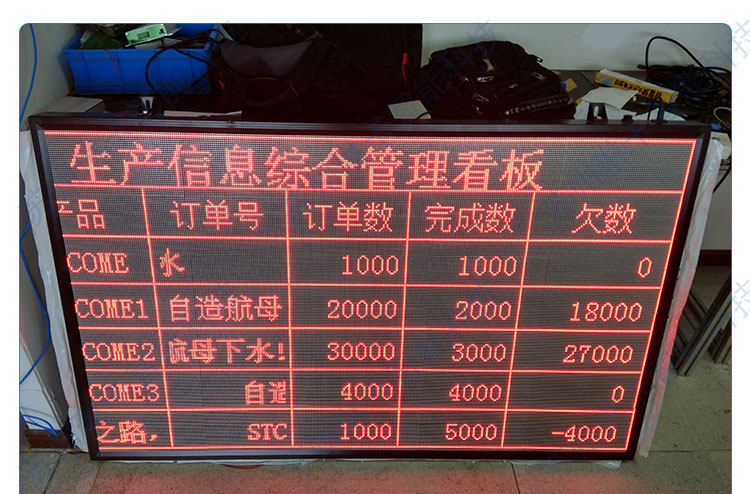 生产信息综合管理看板
产品 订单号 订单数 完成数 欠数
COME 水 1000 1000 0
COME1 自造航母 20000 2000 18000
COME2 航母下水! 30000 3000 27000
COME3 自造 4000 4000 0
之路, STC 1000 5000 -4000